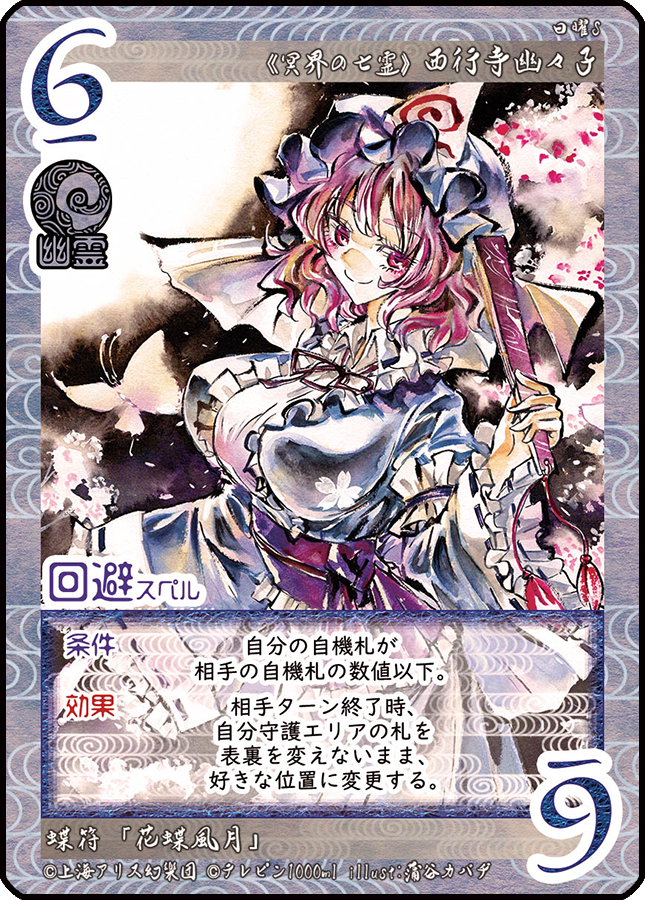 6
日曜S
《冥界の亡霊》 西行寺幽々子
幽霊
回避スペル
条件
自分の自機札が
相手の自機札の数値以下。
効果
相手ターン終了時、
自分守護エリアの札を
表裏を変えないまま、
好きな位置に変更する。
6
蝶符 「花蝶風月」
©上海アリス幻樂団 ©テレピン1000ml illust:蒲谷カバヂ